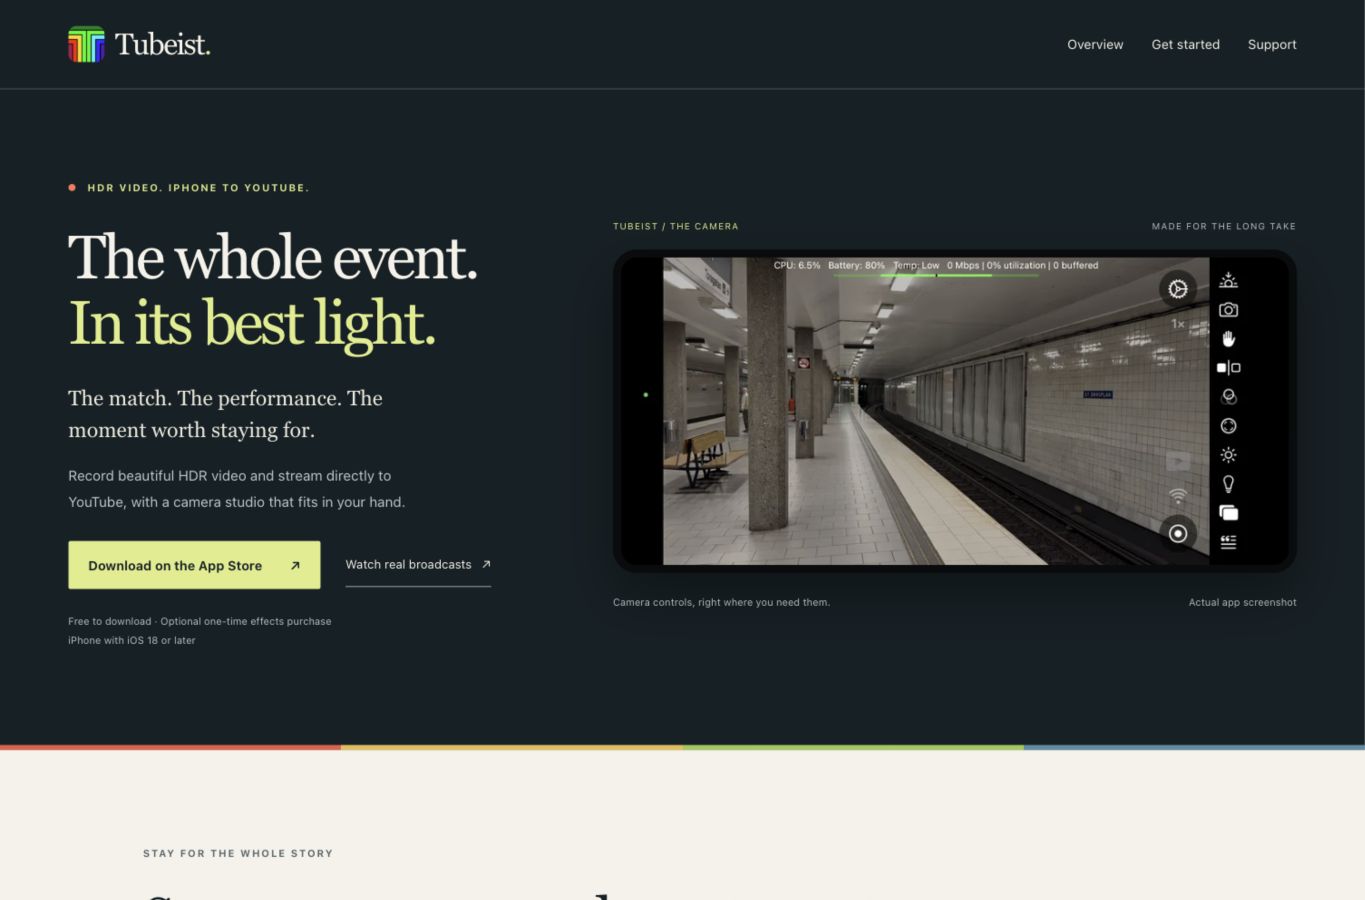 Tubeist.
Overview
Get started
Support
HDR VIDEO. IPHONE TO YOUTUBE.
The whole event.
In its best light.
The match. The performance. The
moment worth staying for.
Record beautiful HDR video and stream directly to
YouTube, with a camera studio that fits in your hand.
Download on the App Store
Watch real broadcasts
Free to download · Optional one-time effects purchase
iPhone with iOS 18 or later
TUBEIST / THE CAMERA
MADE FOR THE LONG TAKE
CPU: 6.5% Battery: 80% Temp: Low 0 Mbps | 0% utilization | 0 buffered
1×
Camera controls, right where you need them.
Actual app screenshot
STAY FOR THE WHOLE STORY